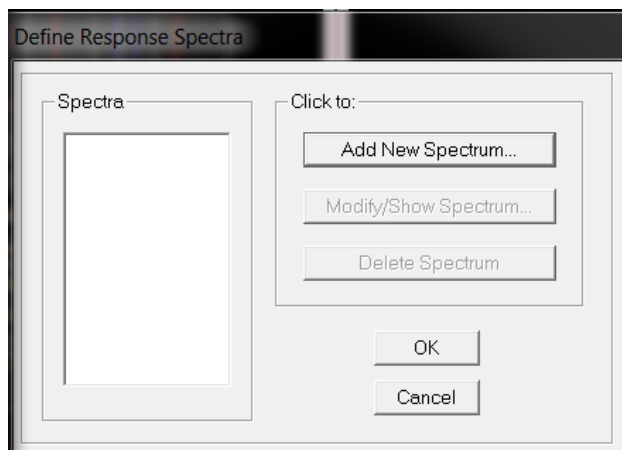 Define Response Spectra
Spectra
Click to:
Add New Spectrum...
Modify/Show Spectrum...
Delete Spectrum
OK
Cancel